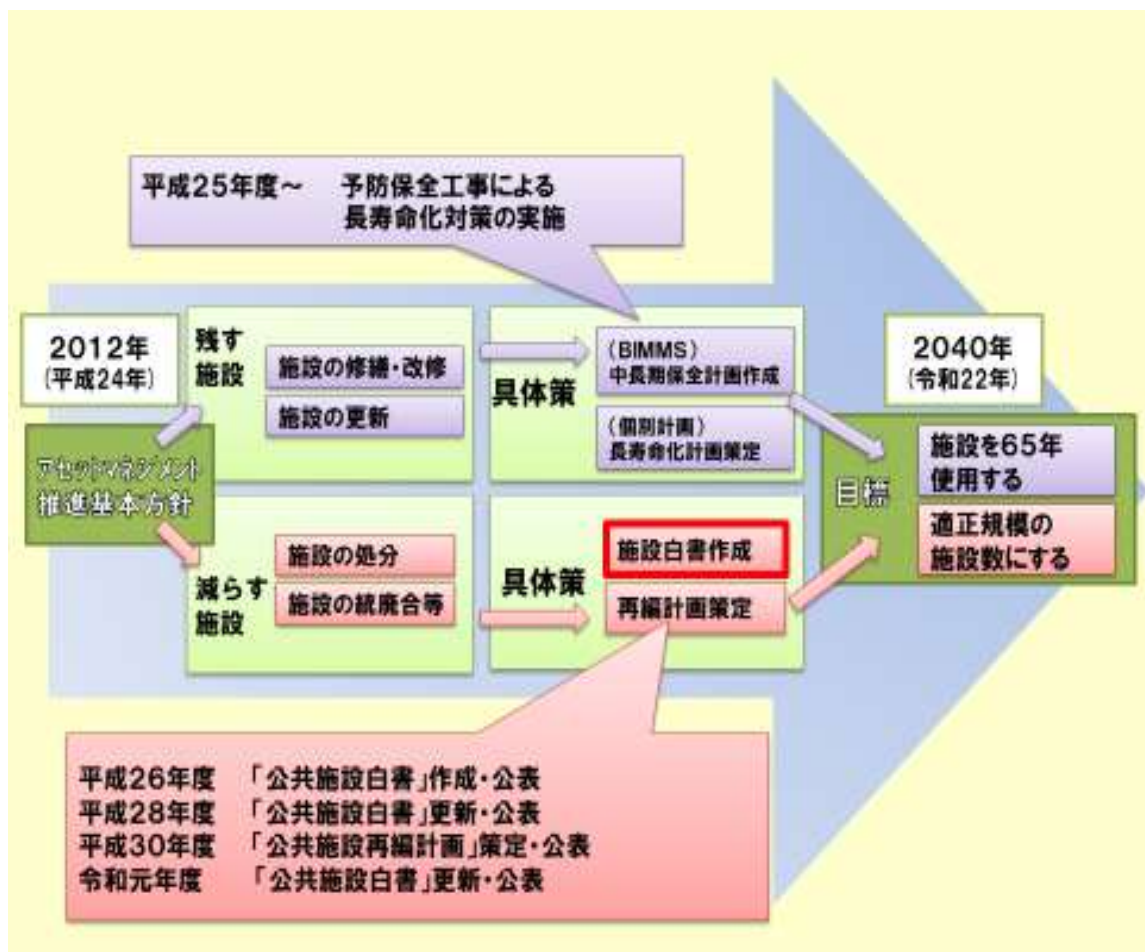 平成25年度～　予防保全工事による
長寿命化対策の実施
2012年
(平成24年)
アセットマネジメント
推進基本方針
残す
施設
施設の修繕・改修
施設の更新
具体策
(BIMMS)
中長期保全計画作成
(個別計画)
長寿命化計画策定
減らす
施設
施設の処分
施設の統廃合等
具体策
施設白書作成
再編計画策定
2040年
(令和22年)
目標
施設を65年
使用する
適正規模の
施設数にする
平成26年度　「公共施設白書」作成・公表
平成28年度　「公共施設白書」更新・公表
平成30年度　「公共施設再編計画」策定・公表
令和元年度　「公共施設白書」更新・公表